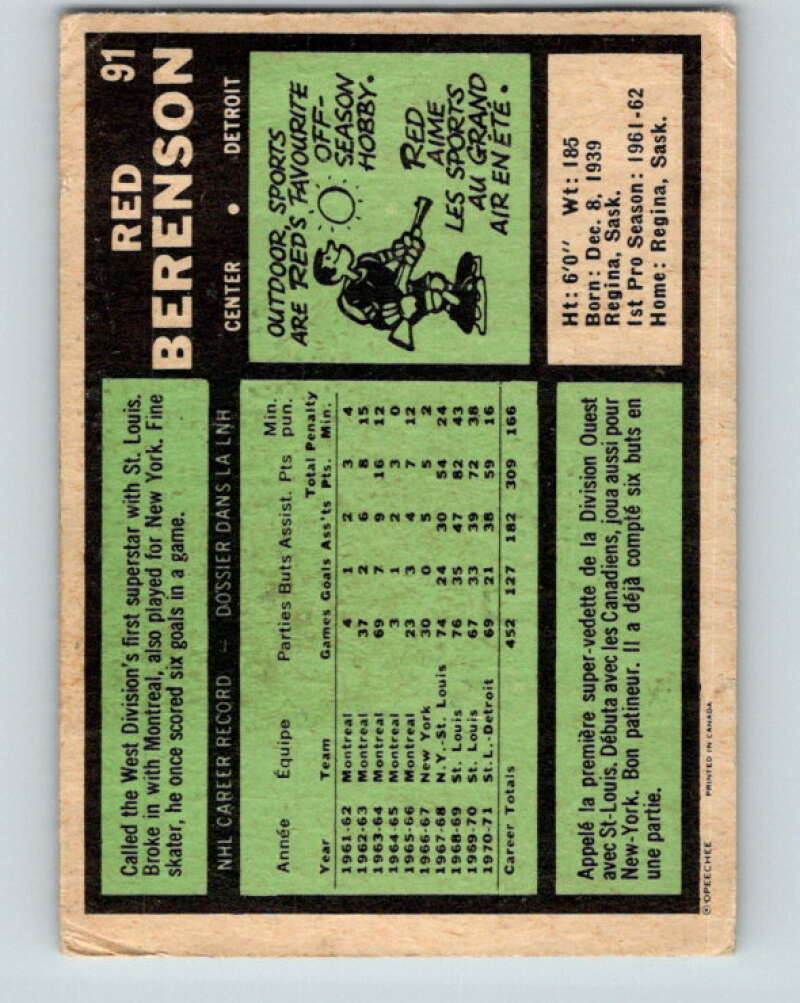 91
RED
BERENSON
CENTER • DETROIT
Called the West Division's first superstar with St. Louis.
Broke in with Montreal, also played for New York. Fine
skater, he once scored six goals in a game.
OUTDOOR SPORTS
ARE RED'S FAVOURITE
OFF-
SEASON
HOBBY.
RED
AIME
LES SPORTS
AU GRAND
AIR EN ÉTÉ.
NHL CAREER RECORD — DOSSIER DANS LA LNH
Année Équipe Parties Buts Assist. Pts Min. pun.
Year Team Games Goals Ass'ts Total Pts. Penalty Min.
1961-62 Montreal 4 1 2 3 4
1962-63 Montreal 37 2 6 8 15
1963-64 Montreal 69 7 9 16 12
1964-65 Montreal 3 1 2 3 0
1965-66 Montreal 23 3 4 7 12
1966-67 New York 30 0 5 5 2
1967-68 N.Y.-St. Louis 74 24 30 54 24
1968-69 St. Louis 76 35 47 82 43
1969-70 St. Louis 67 33 39 72 38
1970-71 St. L.-Detroit 69 21 38 59 16
Career Totals 452 127 182 309 166
Ht: 6'0" Wt: 185
Born: Dec. 8, 1939
Regina, Sask.
1st Pro Season: 1961-62
Home: Regina, Sask.
Appelé la première super-vedette de la Division Ouest
avec St-Louis. Débuta avec les Canadiens, joua aussi pour
New-York. Bon patineur. Il a déjà compté six buts en
une partie.
© OPEECHEE PRINTED IN CANADA